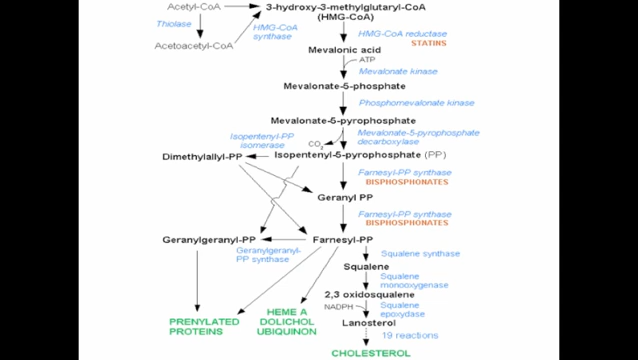 Acetyl-CoA
3-hydroxy-3-methylglutaryl-CoA
(HMG-CoA)
Thiolase
HMG-CoA
synthase
HMG-CoA reductase
STATINS
Acetoacetyl-CoA
Mevalonic acid
ATP
Mevalonate kinase
Mevalonate-5-phosphate
Phosphomevalonate kinase
Mevalonate-5-pyrophosphate
Isopentenyl-PP
isomerase
CO2
Mevalonate-5-pyrophosphate
decarboxylase
Dimethylallyl-PP
Isopentenyl-5-pyrophosphate (PP)
Farnesyl-PP synthase
BISPHOSPHONATES
Geranyl PP
Farnesyl-PP synthase
BISPHOSPHONATES
Geranylgeranyl-PP
Farnesyl-PP
Geranylgeranyl-
PP synthase
Squalene synthase
Squalene
Squalene
monooxygenase
2,3 oxidosqualene
NADPH
Squalene
epoxydase
PRENYLATED
PROTEINS
HEME A
DOLICHOL
UBIQUINON
Lanosterol
19 reactions
CHOLESTEROL